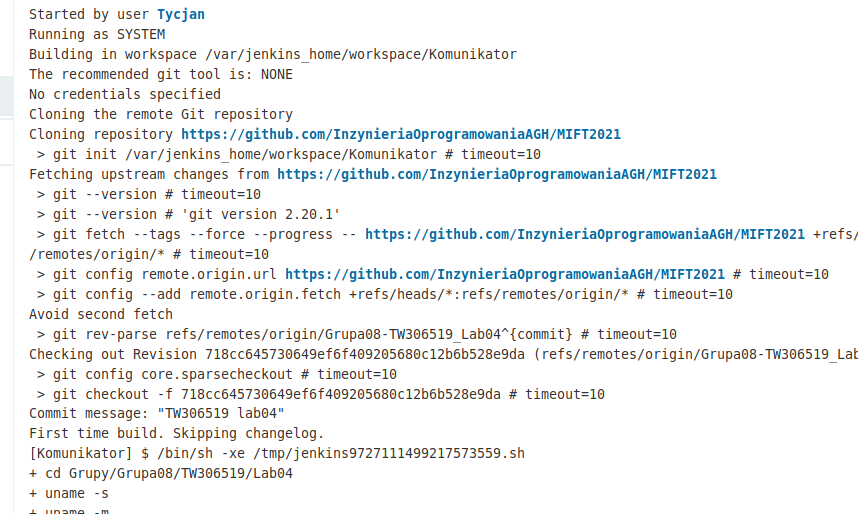 Started by user Tycjan
Running as SYSTEM
Building in workspace /var/jenkins_home/workspace/Komunikator
The recommended git tool is: NONE
No credentials specified
Cloning the remote Git repository
Cloning repository https://github.com/InzynieriaOprogramowaniaAGH/MIFT2021
 > git init /var/jenkins_home/workspace/Komunikator # timeout=10
Fetching upstream changes from https://github.com/InzynieriaOprogramowaniaAGH/MIFT2021
 > git --version # timeout=10
 > git --version # 'git version 2.20.1'
 > git fetch --tags --force --progress -- https://github.com/InzynieriaOprogramowaniaAGH/MIFT2021 +refs/
/remotes/origin/* # timeout=10
 > git config remote.origin.url https://github.com/InzynieriaOprogramowaniaAGH/MIFT2021 # timeout=10
 > git config --add remote.origin.fetch +refs/heads/*:refs/remotes/origin/* # timeout=10
Avoid second fetch
 > git rev-parse refs/remotes/origin/Grupa08-TW306519_Lab04^{commit} # timeout=10
Checking out Revision 718cc645730649ef6f409205680c12b6b528e9da (refs/remotes/origin/Grupa08-TW306519_Lab
 > git config core.sparsecheckout # timeout=10
 > git checkout -f 718cc645730649ef6f409205680c12b6b528e9da # timeout=10
Commit message: "TW306519 lab04"
First time build. Skipping changelog.
[Komunikator] $ /bin/sh -xe /tmp/jenkins9727111499217573559.sh
+ cd Grupy/Grupa08/TW306519/Lab04
+ uname -s
+ uname -m